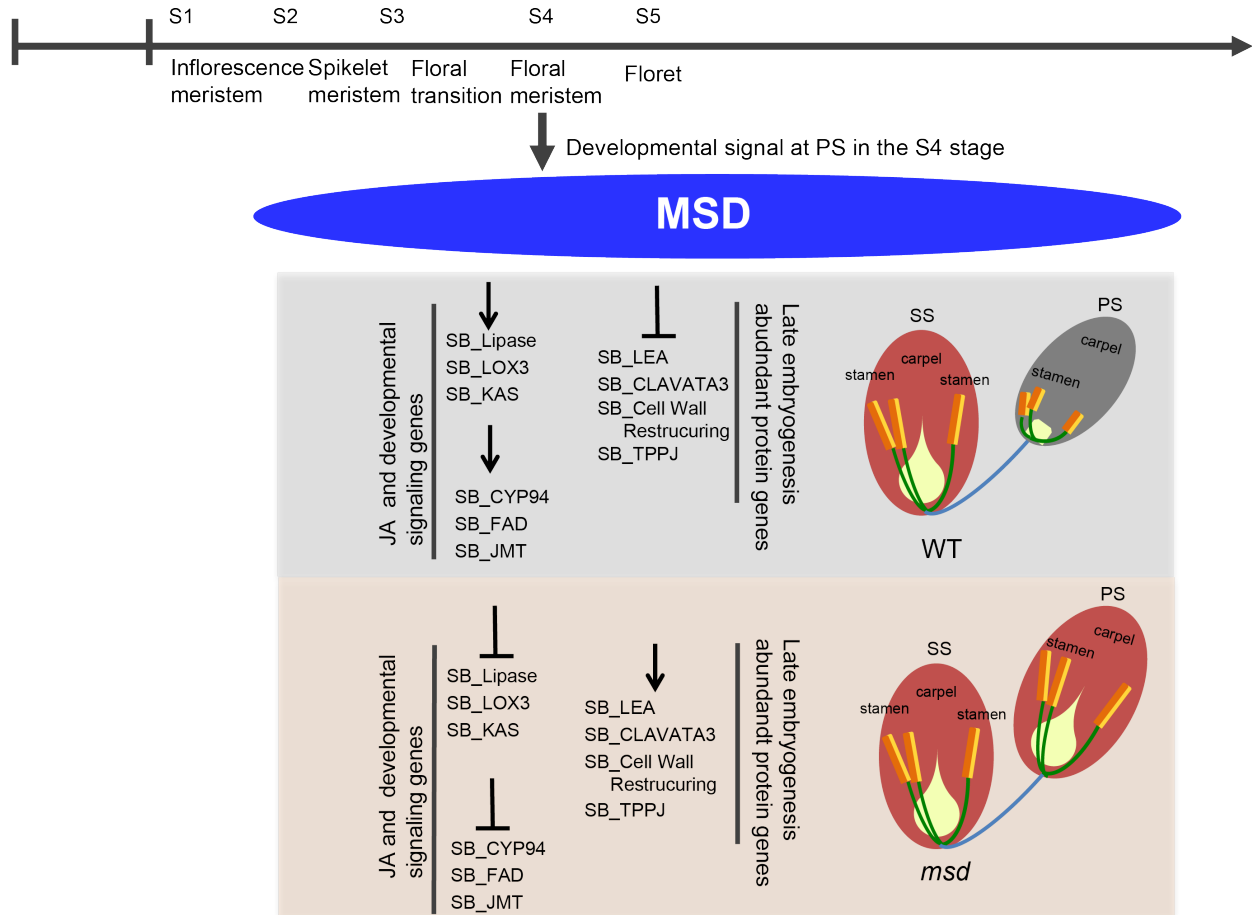 S1
S2
S3
S4
S5
Inflorescence
meristem
Spikelet
meristem
Floral
transition
Floral
meristem
Floret
Developmental signal at PS in the S4 stage
MSD
JA and developmental
signaling genes
SB_Lipase
SB_LOX3
SB_KAS
SB_CYP94
SB_FAD
SB_JMT
SB_LEA
SB_CLAVATA3
SB_Cell Wall
Restrucuring
SB_TPPJ
Late embryogenesis
abudndant protein genes
SS
carpel
stamen
stamen
PS
carpel
stamen
WT
JA and developmental
signaling genes
SB_Lipase
SB_LOX3
SB_KAS
SB_CYP94
SB_FAD
SB_JMT
SB_LEA
SB_CLAVATA3
SB_Cell Wall
Restrucuring
SB_TPPJ
Late embryogenesis
abundandt protein genes
SS
carpel
stamen
stamen
PS
carpel
stamen
msd